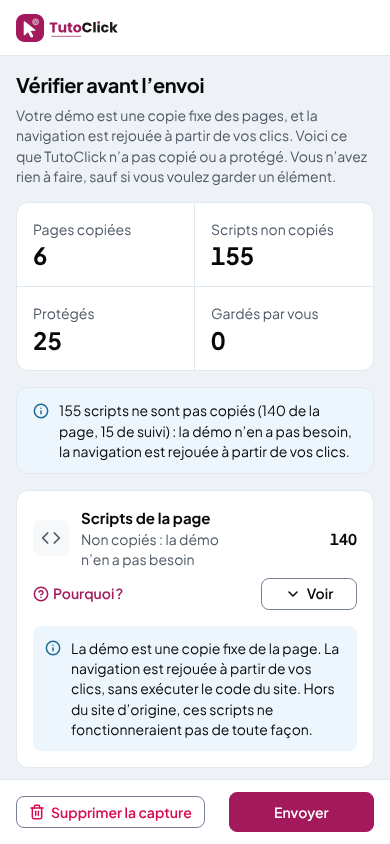 TutoClick
Vérifier avant l’envoi
Votre démo est une copie fixe des pages, et la
navigation est rejouée à partir de vos clics. Voici ce
que TutoClick n’a pas copié ou a protégé. Vous n’avez
rien à faire, sauf si vous voulez garder un élément.
Pages copiées
6
Scripts non copiés
155
Protégés
25
Gardés par vous
0
155 scripts ne sont pas copiés (140 de la
page, 15 de suivi) : la démo n’en a pas besoin,
la navigation est rejouée à partir de vos clics.
Scripts de la page
Non copiés : la démo
n’en a pas besoin
140
Pourquoi ?
Voir
La démo est une copie fixe de la page. La
navigation est rejouée à partir de vos
clics, sans exécuter le code du site. Hors
du site d’origine, ces scripts ne
fonctionneraient pas de toute façon.
Supprimer la capture
Envoyer